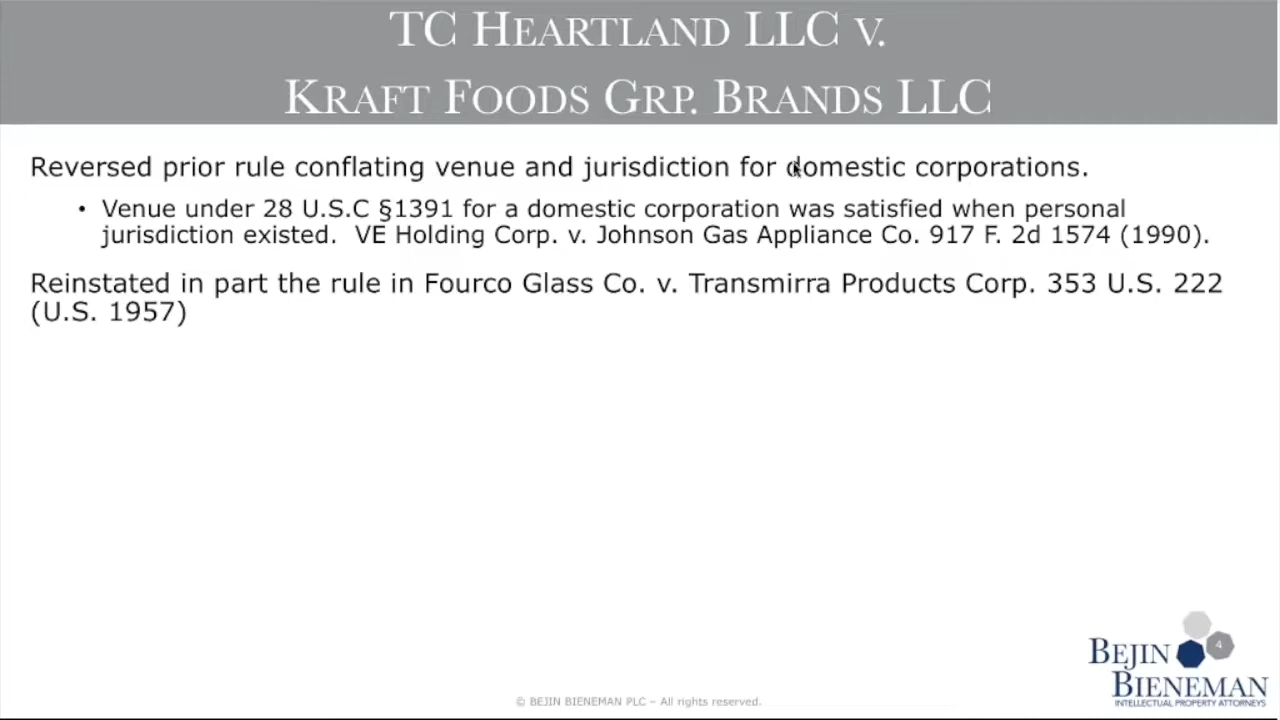 TC HEARTLAND LLC V.
KRAFT FOODS GRP. BRANDS LLC
Reversed prior rule conflating venue and jurisdiction for domestic corporations.
• Venue under 28 U.S.C §1391 for a domestic corporation was satisfied when personal
jurisdiction existed.  VE Holding Corp. v. Johnson Gas Appliance Co. 917 F. 2d 1574 (1990).
Reinstated in part the rule in Fourco Glass Co. v. Transmirra Products Corp. 353 U.S. 222
(U.S. 1957)
4
BEJIN
BIENEMAN
INTELLECTUAL PROPERTY ATTORNEYS
© BEJIN BIENEMAN PLC – All rights reserved.